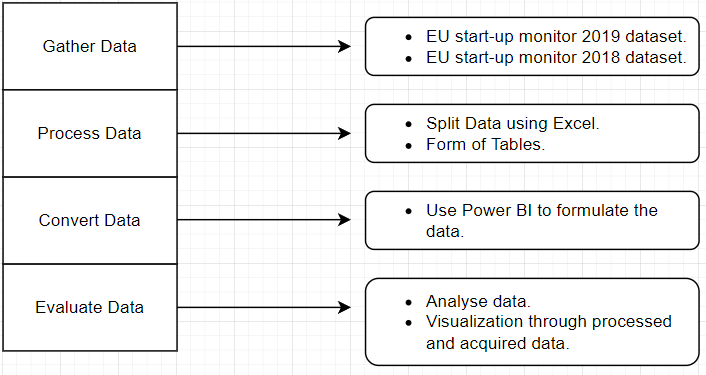 Gather Data
• EU start-up monitor 2019 dataset.
• EU start-up monitor 2018 dataset.
Process Data
• Split Data using Excel.
• Form of Tables.
Convert Data
• Use Power BI to formulate the
data.
Evaluate Data
• Analyse data.
• Visualization through processed
and acquired data.